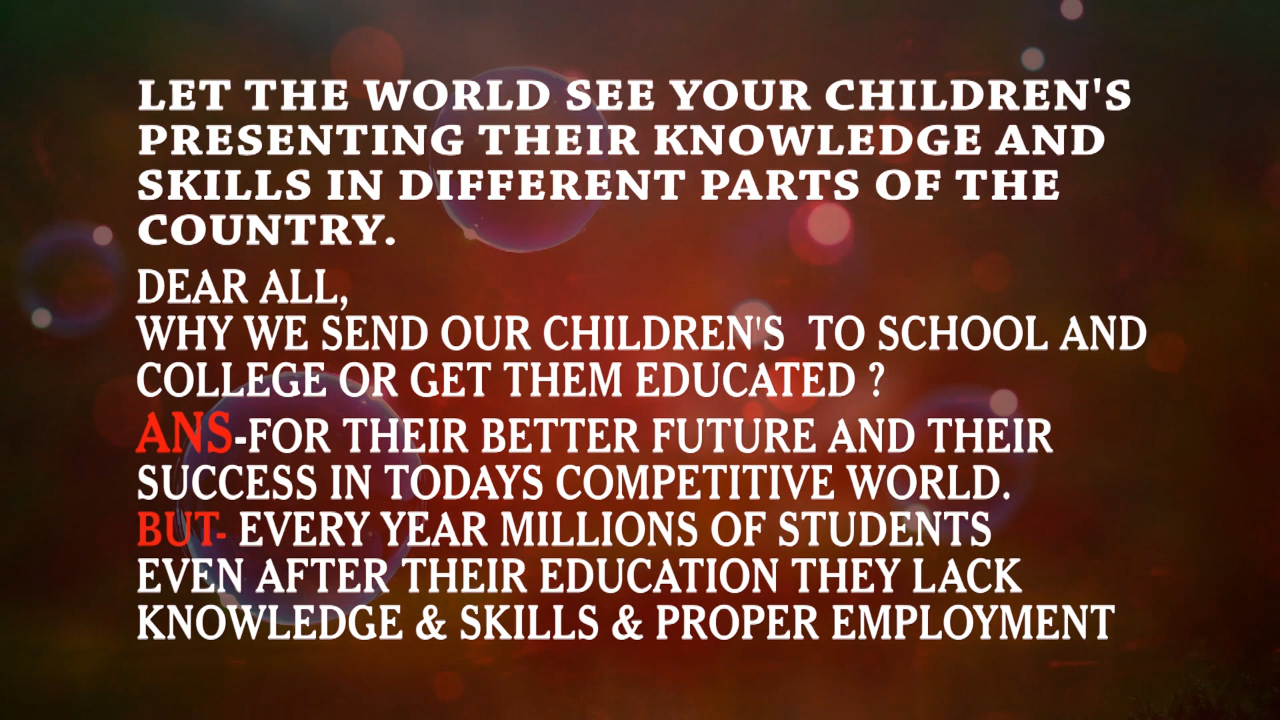 LET THE WORLD SEE YOUR CHILDREN'S
PRESENTING THEIR KNOWLEDGE AND
SKILLS IN DIFFERENT PARTS OF THE
COUNTRY.
DEAR ALL,
WHY WE SEND OUR CHILDREN'S  TO SCHOOL AND
COLLEGE OR GET THEM EDUCATED ?
ANS-FOR THEIR BETTER FUTURE AND THEIR
SUCCESS IN TODAYS COMPETITIVE WORLD.
BUT- EVERY YEAR MILLIONS OF STUDENTS
EVEN AFTER THEIR EDUCATION THEY LACK
KNOWLEDGE & SKILLS & PROPER EMPLOYMENT